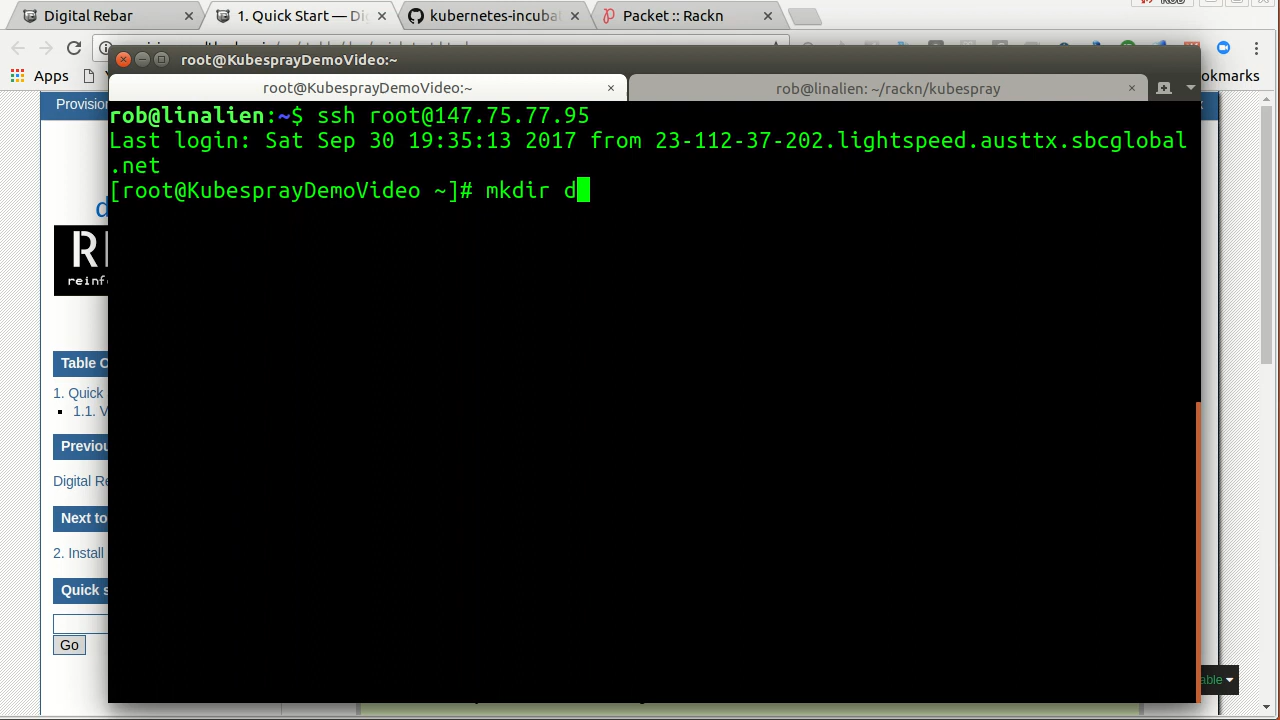 Digital Rebar
1. Quick Start — Di
kubernetes-incubat
Packet :: Rackn
Apps
okmarks
root@KubesprayDemoVideo:~
root@KubesprayDemoVideo:~
rob@linalien: ~/rackn/kubespray
Provision
rob@linalien:~$ ssh root@147.75.77.95
Last login: Sat Sep 30 19:35:13 2017 from 23-112-37-202.lightspeed.austtx.sbcglobal
.net
[root@KubesprayDemoVideo ~]# mkdir d
d
reinfo
Table O
1. Quick
1.1. V
Previou
Digital Re
Next to
2. Install
Quick s
Go
able